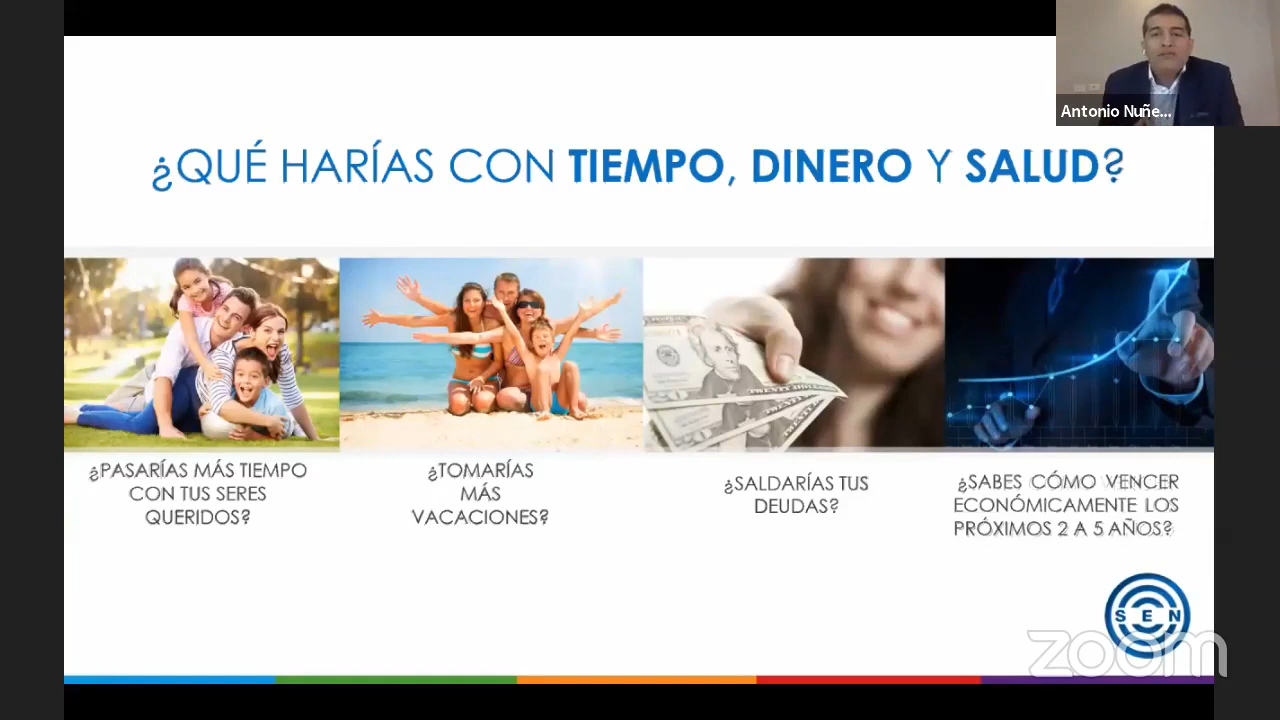 Antonio Nuñe...
¿QUÉ HARÍAS CON TIEMPO, DINERO Y SALUD?
¿PASARÍAS MÁS TIEMPO
CON TUS SERES
QUERIDOS?
¿TOMARÍAS
MÁS
VACACIONES?
¿SALDARÍAS TUS
DEUDAS?
¿SABES CÓMO VENCER
ECONÓMICAMENTE LOS
PRÓXIMOS 2 A 5 AÑOS?
SEN
zoom